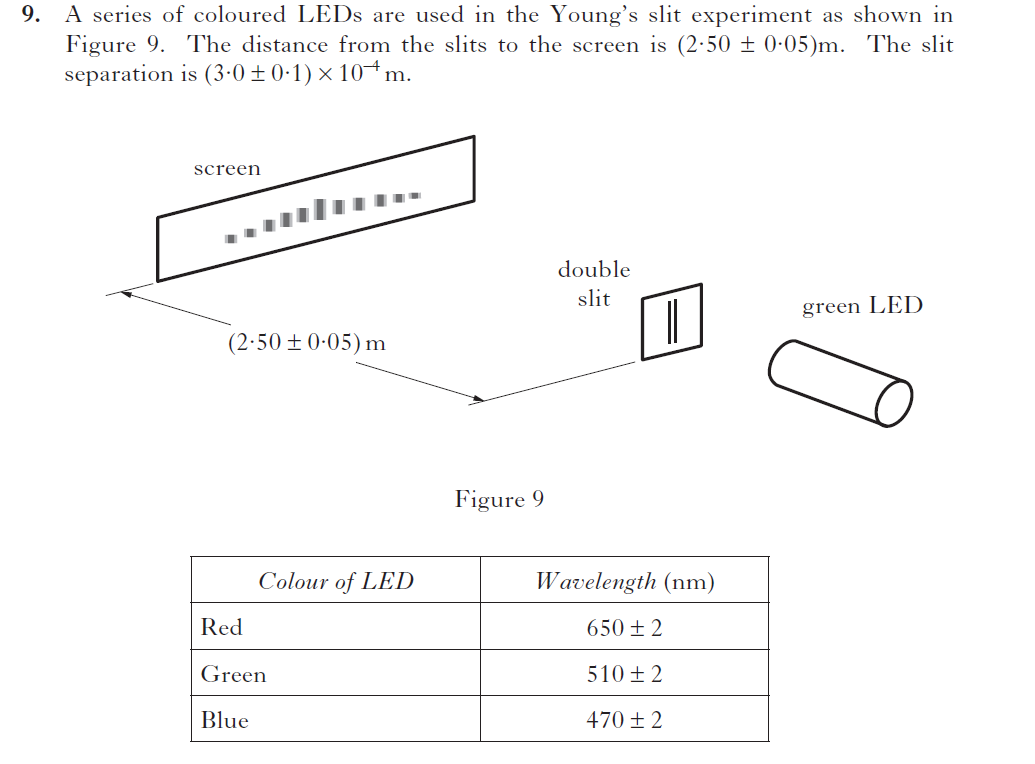 9. A series of coloured LEDs are used in the Young's slit experiment as shown in
Figure 9. The distance from the slits to the screen is (2·50 ± 0·05)m. The slit
separation is (3·0 ± 0·1) × 10⁻⁴ m.
screen
double
slit
green LED
(2·50 ± 0·05) m
Figure 9
Colour of LED Wavelength (nm)
Red 650 ± 2
Green 510 ± 2
Blue 470 ± 2